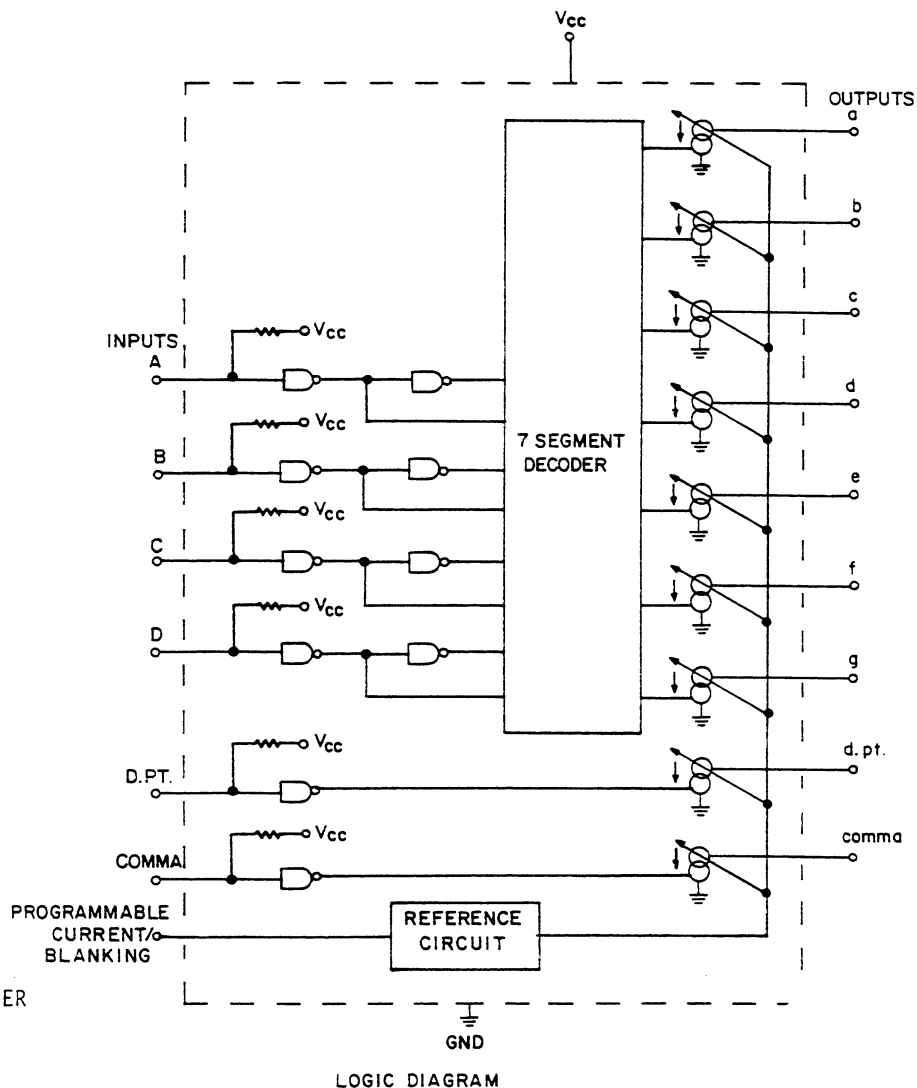 VCC
OUTPUTS
a
b
c
d
e
f
g
d.pt.
comma
INPUTS
A
VCC
B
VCC
C
VCC
D
VCC
D.PT.
VCC
COMMA
VCC
7 SEGMENT
DECODER
PROGRAMMABLE
CURRENT/
BLANKING
REFERENCE
CIRCUIT
ER
GND
LOGIC DIAGRAM